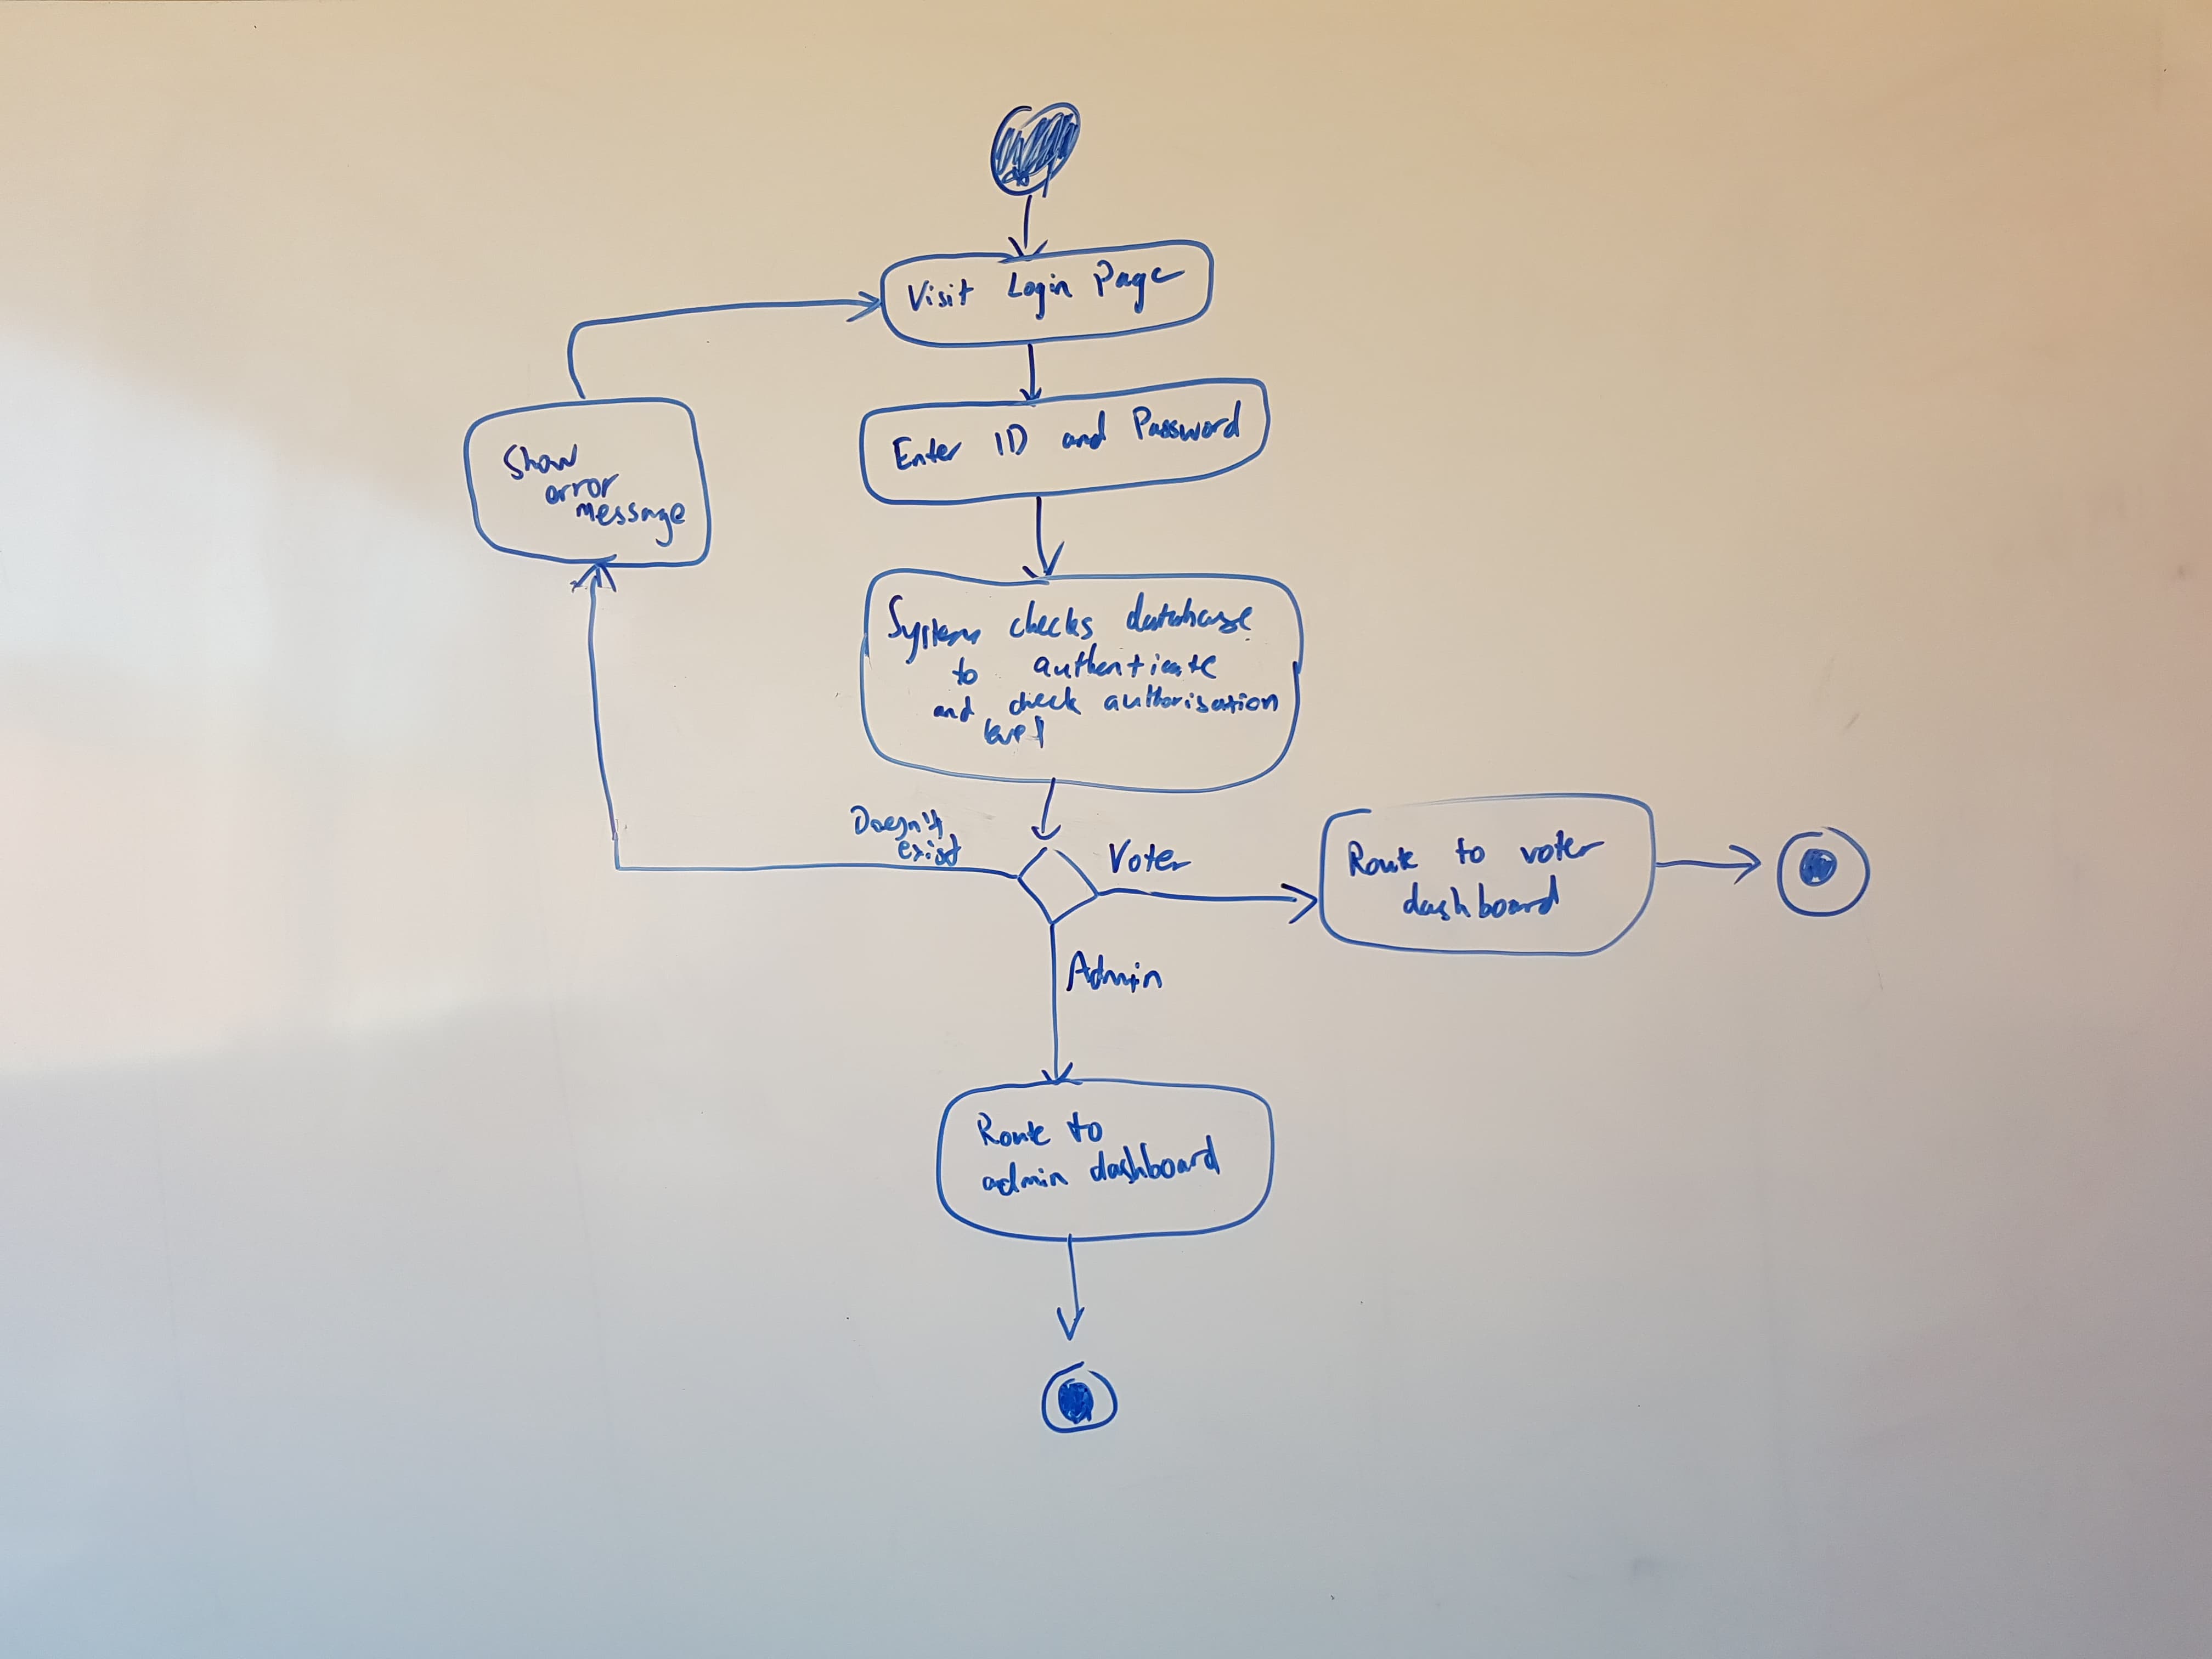 Visit Login Page
Enter ID and Password
Show
error
message
System checks database
to authenticate
and check authorisation
level
Doesn't
exist
Voter
Route to voter
dashboard
Admin
Route to
admin dashboard